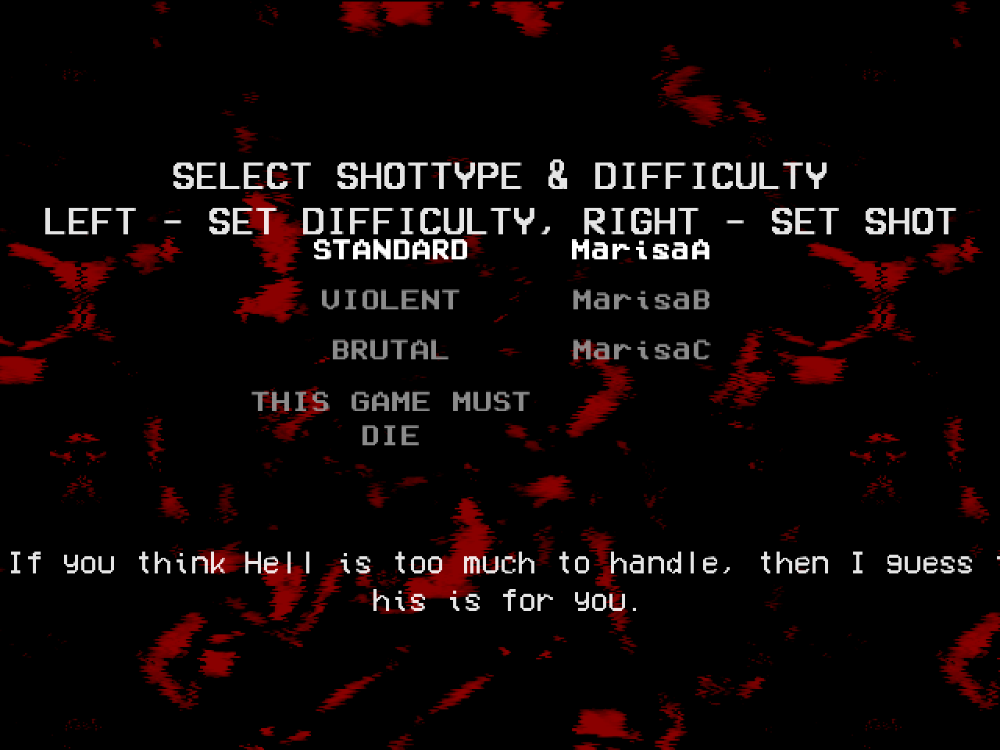 SELECT SHOTTYPE & DIFFICULTY
LEFT - SET DIFFICULTY, RIGHT - SET SHOT
STANDARD MarisaA
VIOLENT MarisaB
BRUTAL MarisaC
THIS GAME MUST
DIE
If you think Hell is too much to handle, then I guess t
his is for you.